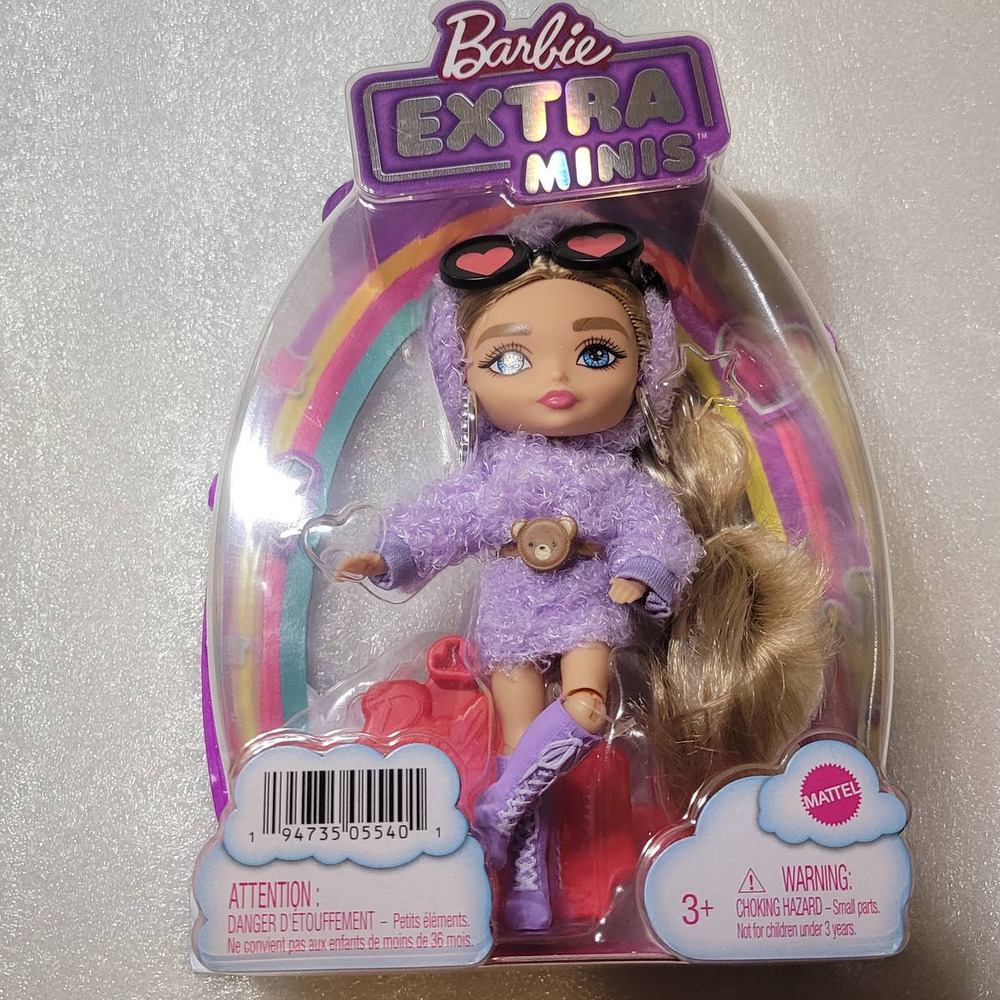 Barbie
EXTRA
MINIS™
1 94735 05540 1
ATTENTION :
DANGER D'ÉTOUFFEMENT – Petits éléments.
Ne convient pas aux enfants de moins de 36 mois.
MATTEL
3+
WARNING:
CHOKING HAZARD – Small parts.
Not for children under 3 years.